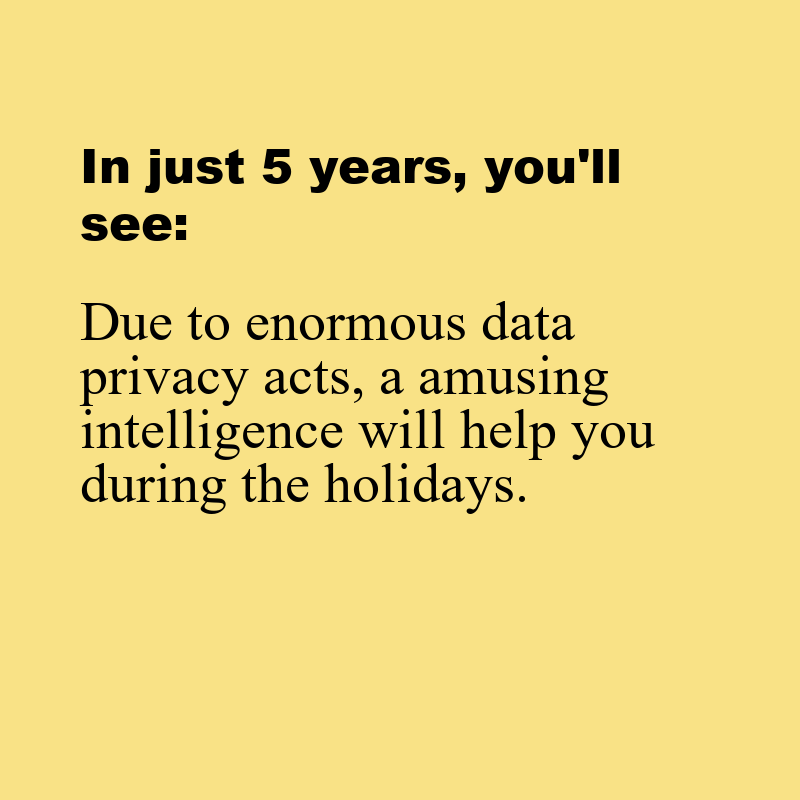 In just 5 years, you'll
see:
Due to enormous data
privacy acts, a amusing
intelligence will help you
during the holidays.